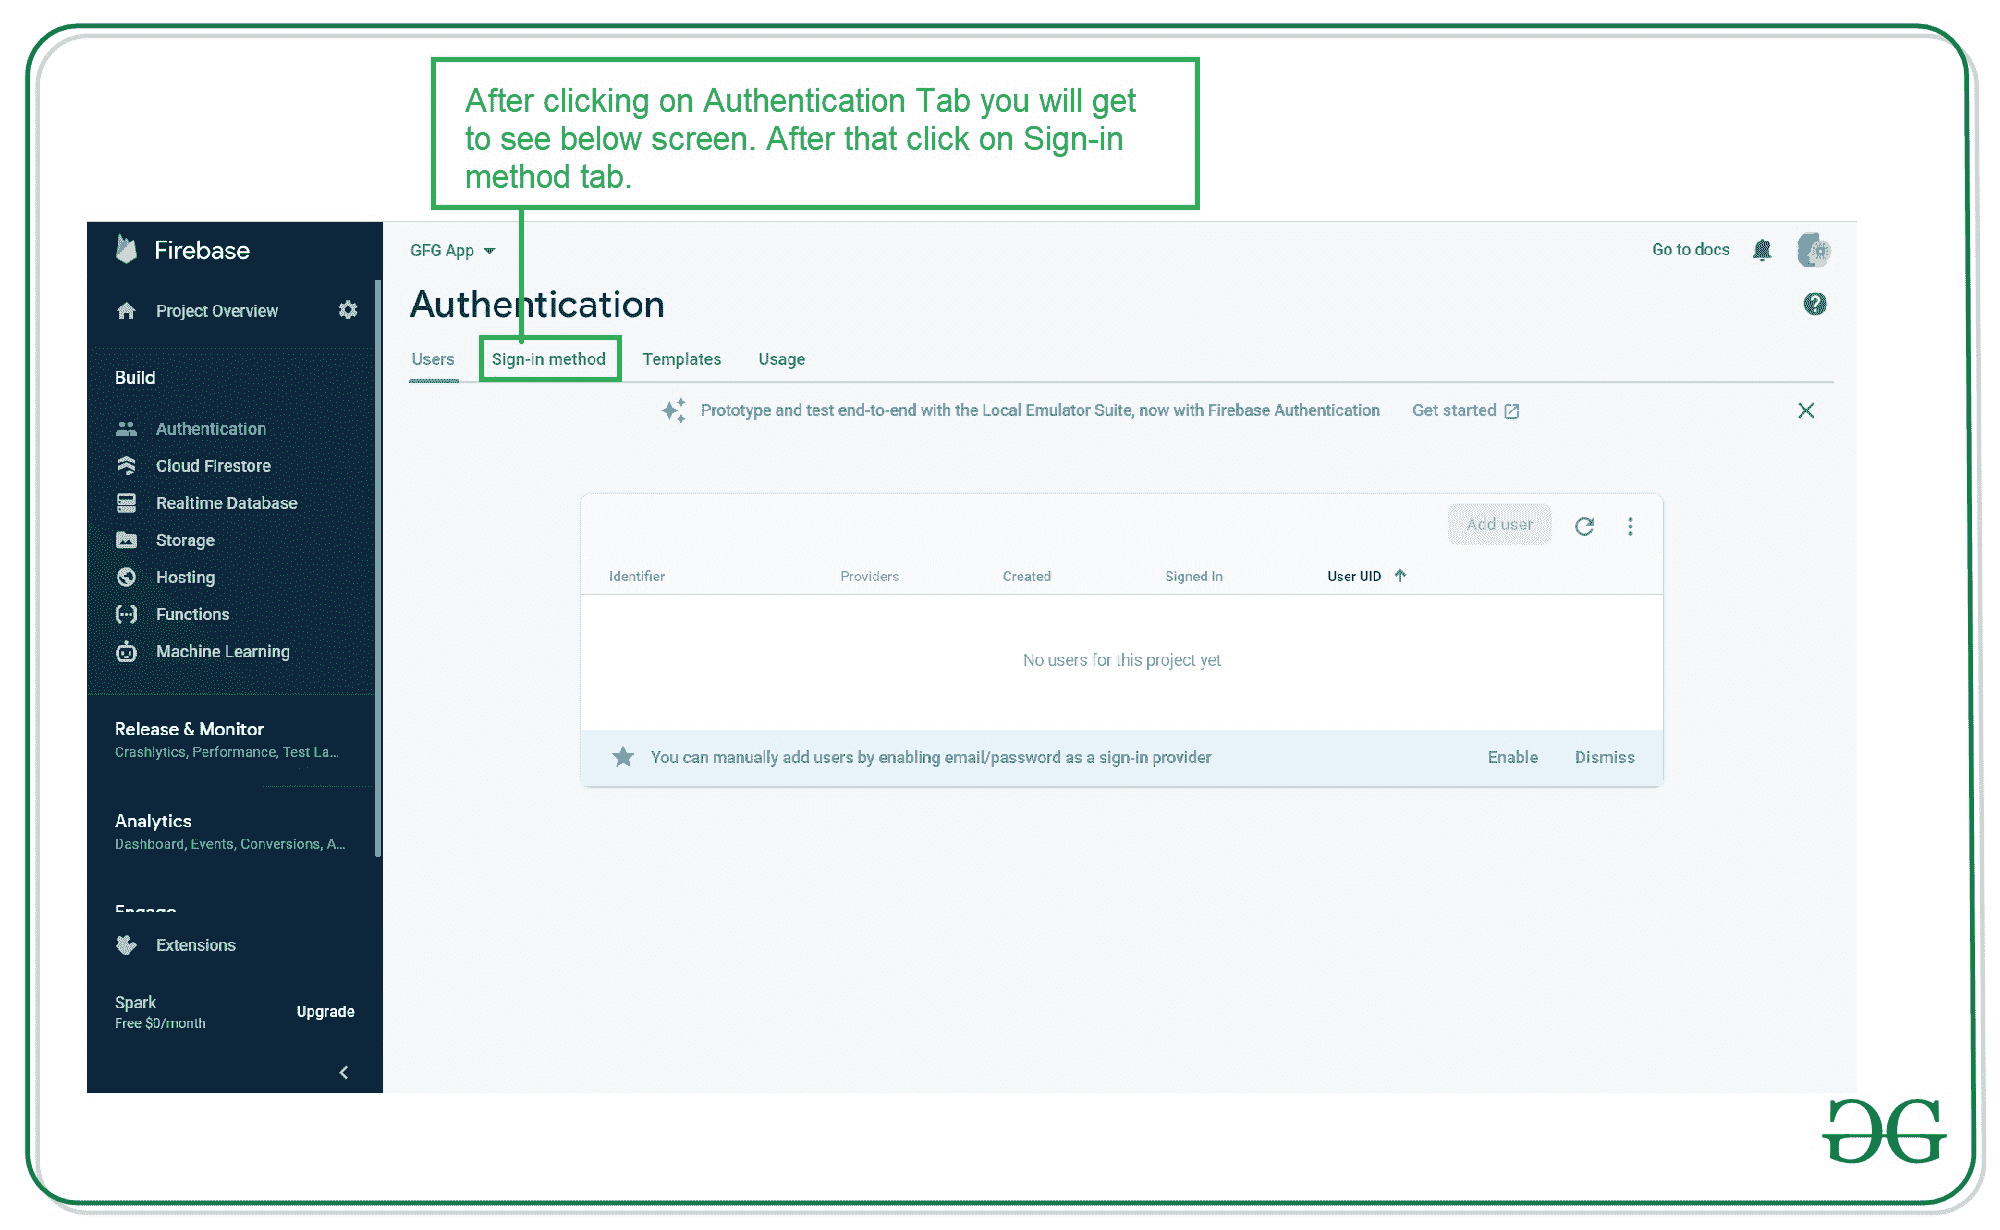 After clicking on Authentication Tab you will get
to see below screen. After that click on Sign-in
method tab.
Firebase
Project Overview
Build
Authentication
Cloud Firestore
Realtime Database
Storage
Hosting
Functions
Machine Learning
Release & Monitor
Crashlytics, Performance, Test La...
Analytics
Dashboard, Events, Conversions, A...
Engage
Extensions
Spark
Free $0/month
Upgrade
GFG App
Go to docs
Authentication
Users Sign-in method Templates Usage
Prototype and test end-to-end with the Local Emulator Suite, now with Firebase Authentication Get started
Add user
Identifier Providers Created Signed In User UID
No users for this project yet
You can manually add users by enabling email/password as a sign-in provider Enable Dismiss